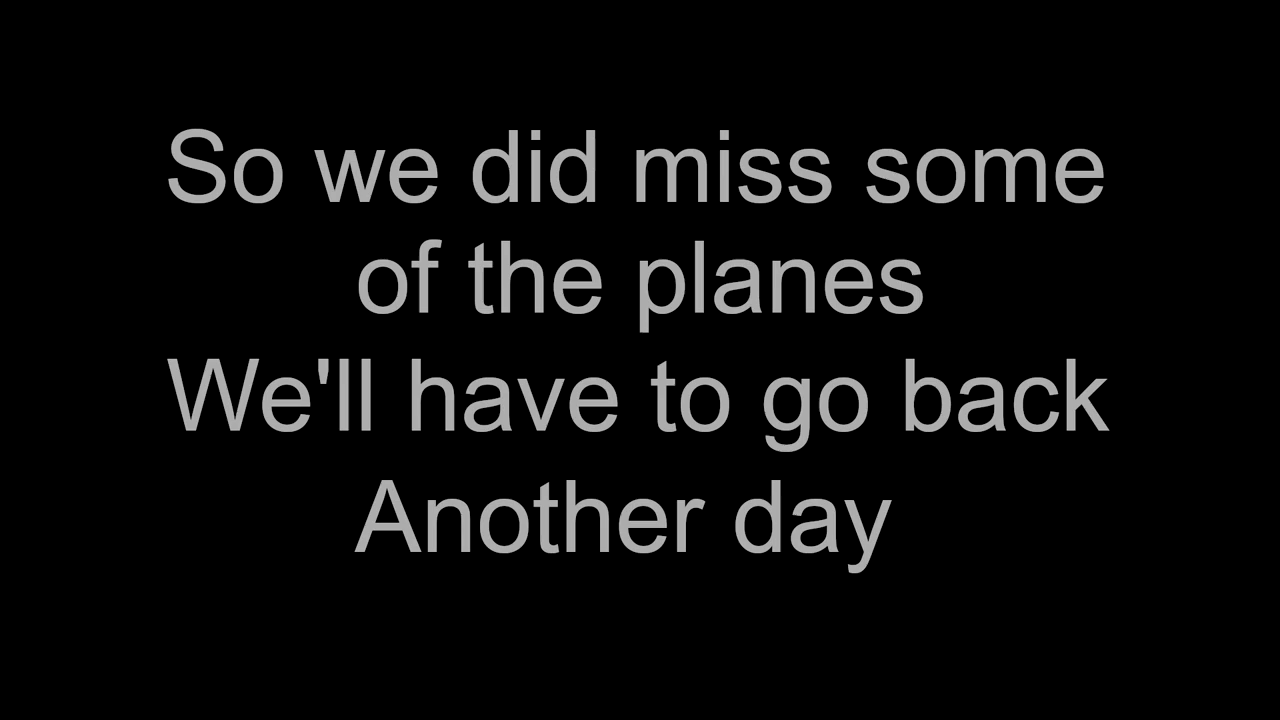 So we did miss some
of the planes
We'll have to go back
Another day